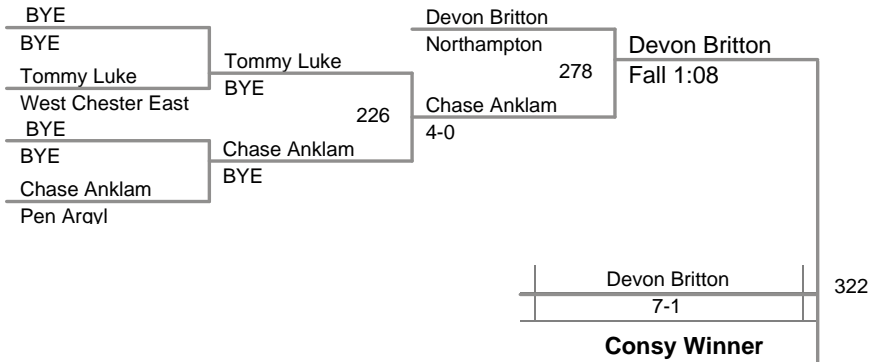 BYE
BYE
Tommy Luke
West Chester East
BYE
BYE
Chase Anklam
Pen Argyl
Tommy Luke
BYE
226
Chase Anklam
BYE
Devon Britton
Northampton
278
Chase Anklam
4-0
Devon Britton
Fall 1:08
322
Devon Britton
7-1
Consy Winner